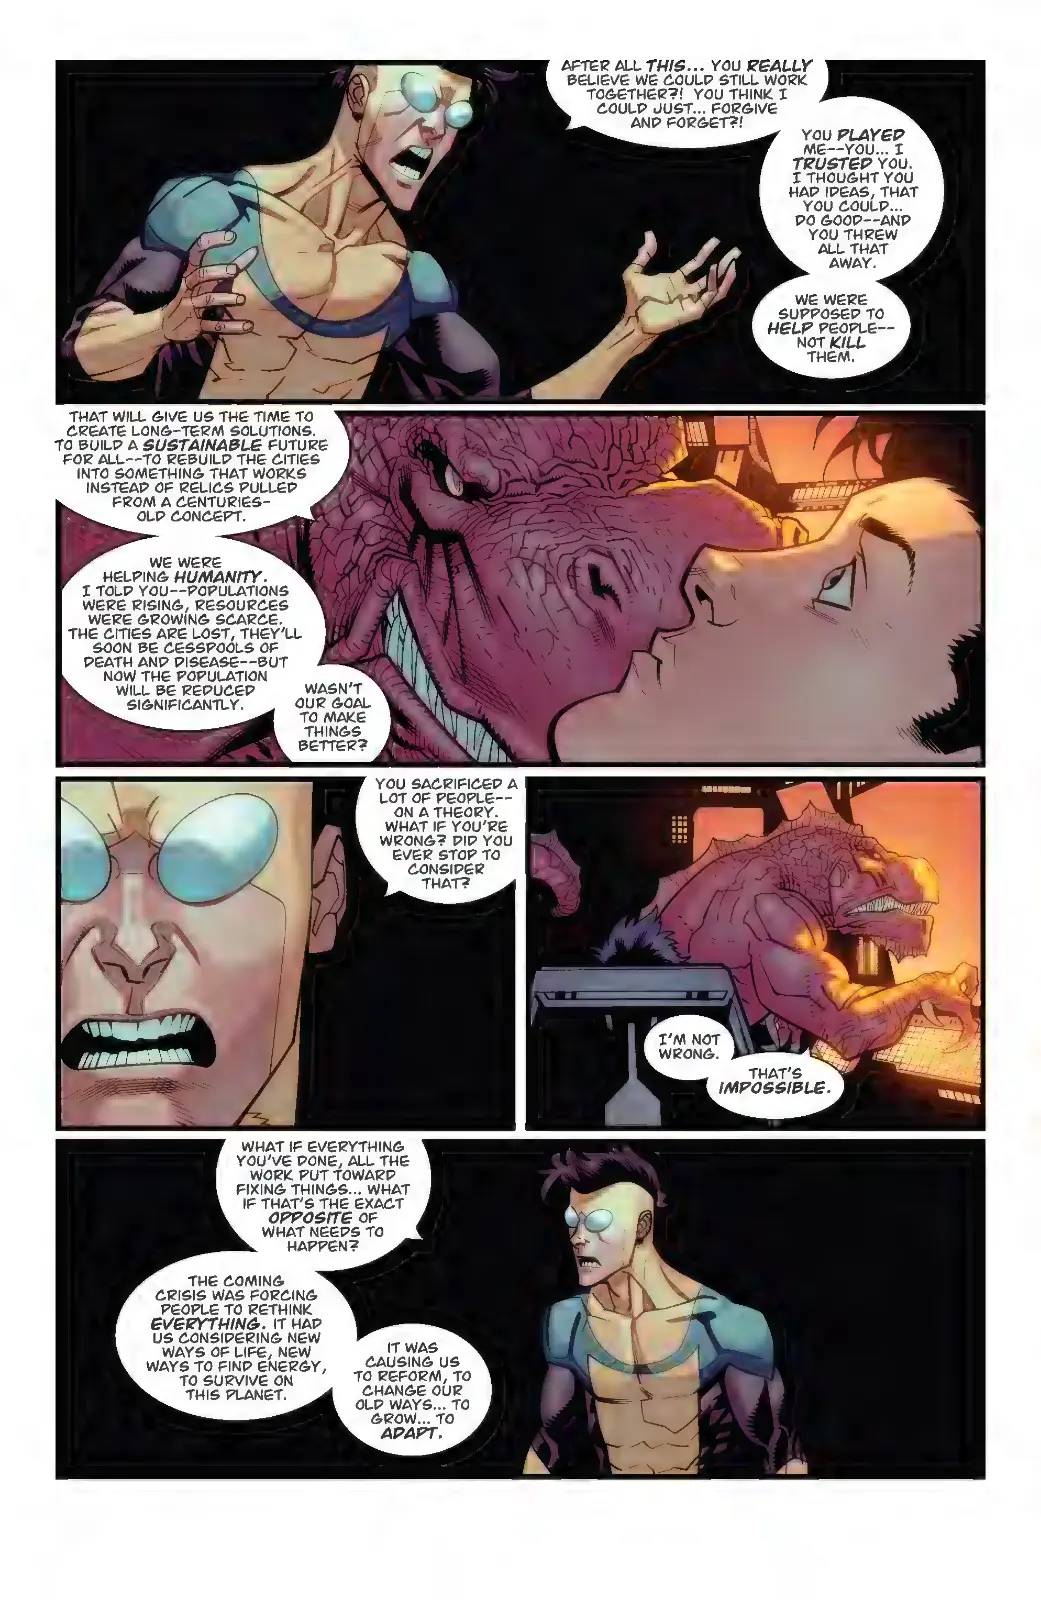 AFTER ALL THIS... YOU REALLY
BELIEVE WE COULD STILL WORK
TOGETHER?! YOU THINK I
COULD JUST... FORGIVE
AND FORGET?!
YOU PLAYED
ME--YOU... I
TRUSTED YOU.
I THOUGHT YOU
HAD IDEAS, THAT
YOU COULD...
DO GOOD--AND
YOU THREW
ALL THAT
AWAY.
WE WERE
SUPPOSED TO
HELP PEOPLE--
NOT KILL
THEM.
THAT WILL GIVE US THE TIME TO
CREATE LONG-TERM SOLUTIONS.
TO BUILD A SUSTAINABLE FUTURE
FOR ALL--TO REBUILD THE CITIES
INTO SOMETHING THAT WORKS
INSTEAD OF RELICS PULLED
FROM A CENTURIES-
OLD CONCEPT.
WE WERE
HELPING HUMANITY.
I TOLD YOU--POPULATIONS
WERE RISING, RESOURCES
WERE GROWING SCARCE.
THE CITIES ARE LOST, THEY'LL
SOON BE CESSPOOLS OF
DEATH AND DISEASE--BUT
NOW THE POPULATION
WILL BE REDUCED
SIGNIFICANTLY.
WASN'T
OUR GOAL
TO MAKE
THINGS
BETTER?
YOU SACRIFICED A
LOT OF PEOPLE--
ON A THEORY.
WHAT IF YOU'RE
WRONG? DID YOU
EVER STOP TO
CONSIDER
THAT?
I'M NOT
WRONG.
THAT'S
IMPOSSIBLE.
WHAT IF EVERYTHING
YOU'VE DONE, ALL THE
WORK PUT TOWARD
FIXING THINGS... WHAT
IF THAT'S THE EXACT
OPPOSITE OF
WHAT NEEDS TO
HAPPEN?
THE COMING
CRISIS WAS FORCING
PEOPLE TO RETHINK
EVERYTHING. IT HAD
US CONSIDERING NEW
WAYS OF LIFE, NEW
WAYS TO FIND ENERGY,
TO SURVIVE ON
THIS PLANET.
IT WAS
CAUSING US
TO REFORM, TO
CHANGE OUR
OLD WAYS... TO
GROW... TO
ADAPT.